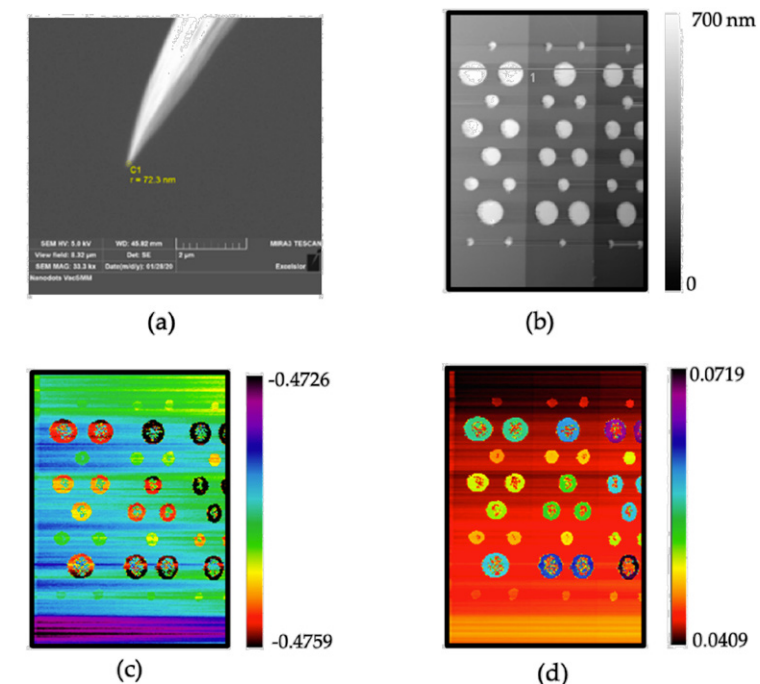 C1
r = 72.3 nm
SEM HV: 5.0 kV WD: 45.92 mm MIRA3 TESCAN
View field: 8.32 µm Det: SE 2 µm
SEM MAG: 33.3 kx Date(m/d/y): 01/29/20 Excelsior
Nanodots VecSMM
(a)
700 nm
1
0
(b)
-0.4726
-0.4759
(c)
0.0719
0.0409
(d)